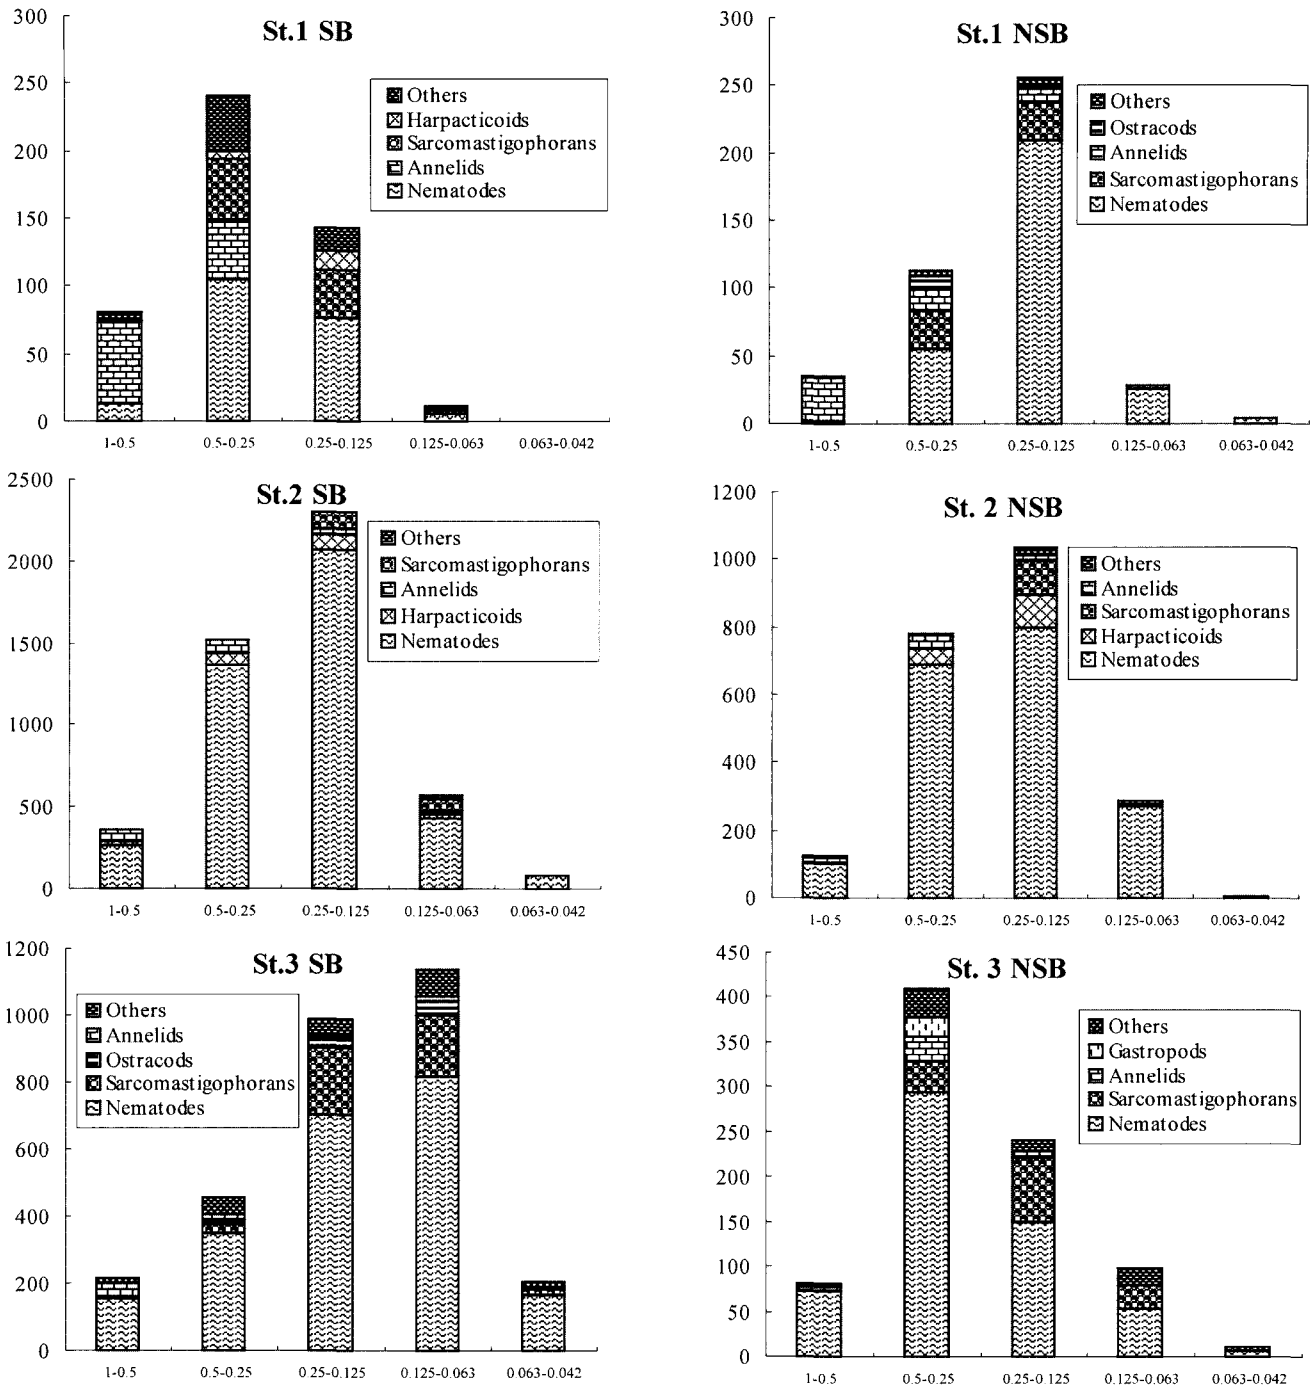 St.1 SB
300
250
200
150
100
50
0
Others
Harpacticoids
Sarcomastigophorans
Annelids
Nematodes
1-0.5 0.5-0.25 0.25-0.125 0.125-0.063 0.063-0.042
St.1 NSB
300
250
200
150
100
50
0
Others
Ostracods
Annelids
Sarcomastigophorans
Nematodes
1-0.5 0.5-0.25 0.25-0.125 0.125-0.063 0.063-0.042
St.2 SB
2500
2000
1500
1000
500
0
Others
Sarcomastigophorans
Annelids
Harpacticoids
Nematodes
1-0.5 0.5-0.25 0.25-0.125 0.125-0.063 0.063-0.042
St. 2 NSB
1200
1000
800
600
400
200
0
Others
Annelids
Sarcomastigophorans
Harpacticoids
Nematodes
1-0.5 0.5-0.25 0.25-0.125 0.125-0.063 0.063-0.042
St.3 SB
1200
1000
800
600
400
200
0
Others
Annelids
Ostracods
Sarcomastigophorans
Nematodes
1-0.5 0.5-0.25 0.25-0.125 0.125-0.063 0.063-0.042
St. 3 NSB
450
400
350
300
250
200
150
100
50
0
Others
Gastropods
Annelids
Sarcomastigophorans
Nematodes
1-0.5 0.5-0.25 0.25-0.125 0.125-0.063 0.063-0.042